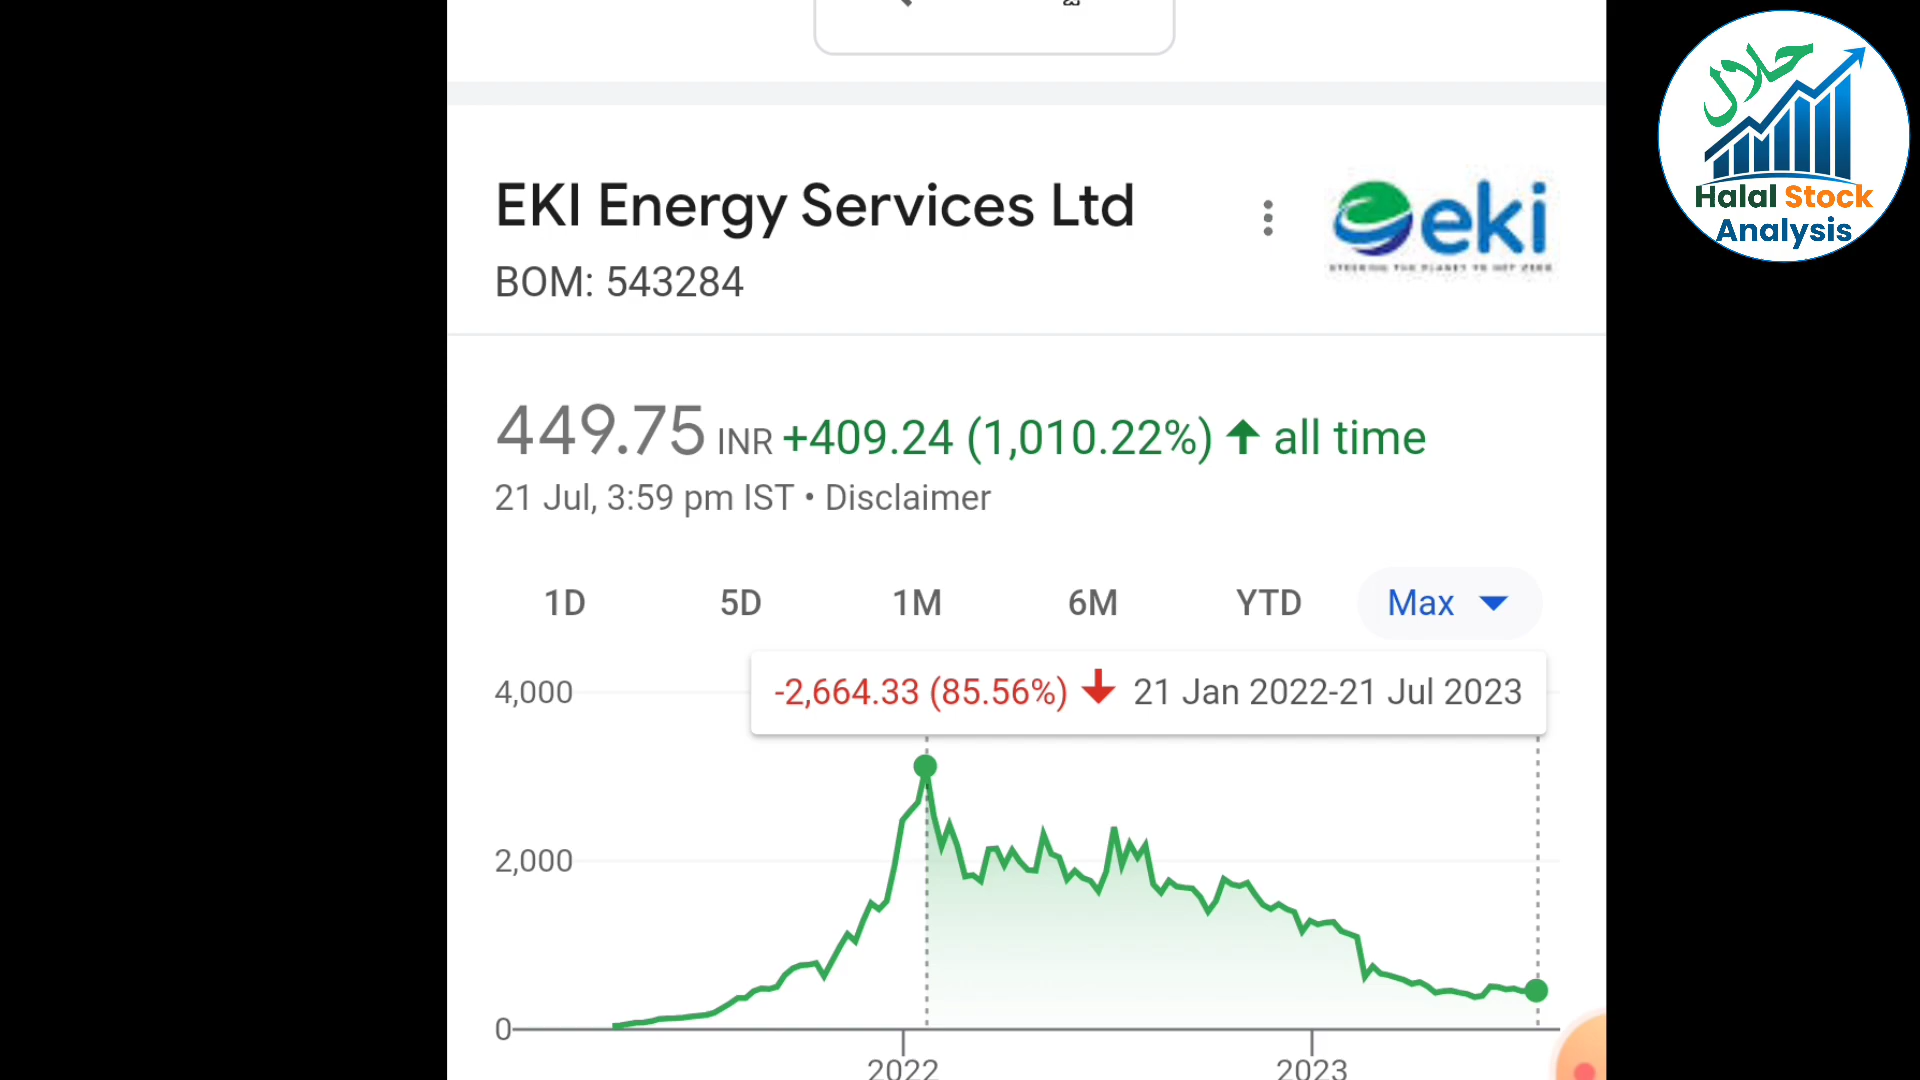 حلال
Halal Stock
Analysis
EKI Energy Services Ltd
eki
BOM: 543284
449.75 INR +409.24 (1,010.22%) ↑ all time
21 Jul, 3:59 pm IST • Disclaimer
1D 5D 1M 6M YTD Max
-2,664.33 (85.56%) ↓ 21 Jan 2022-21 Jul 2023
4,000
2,000
0
2022 2023